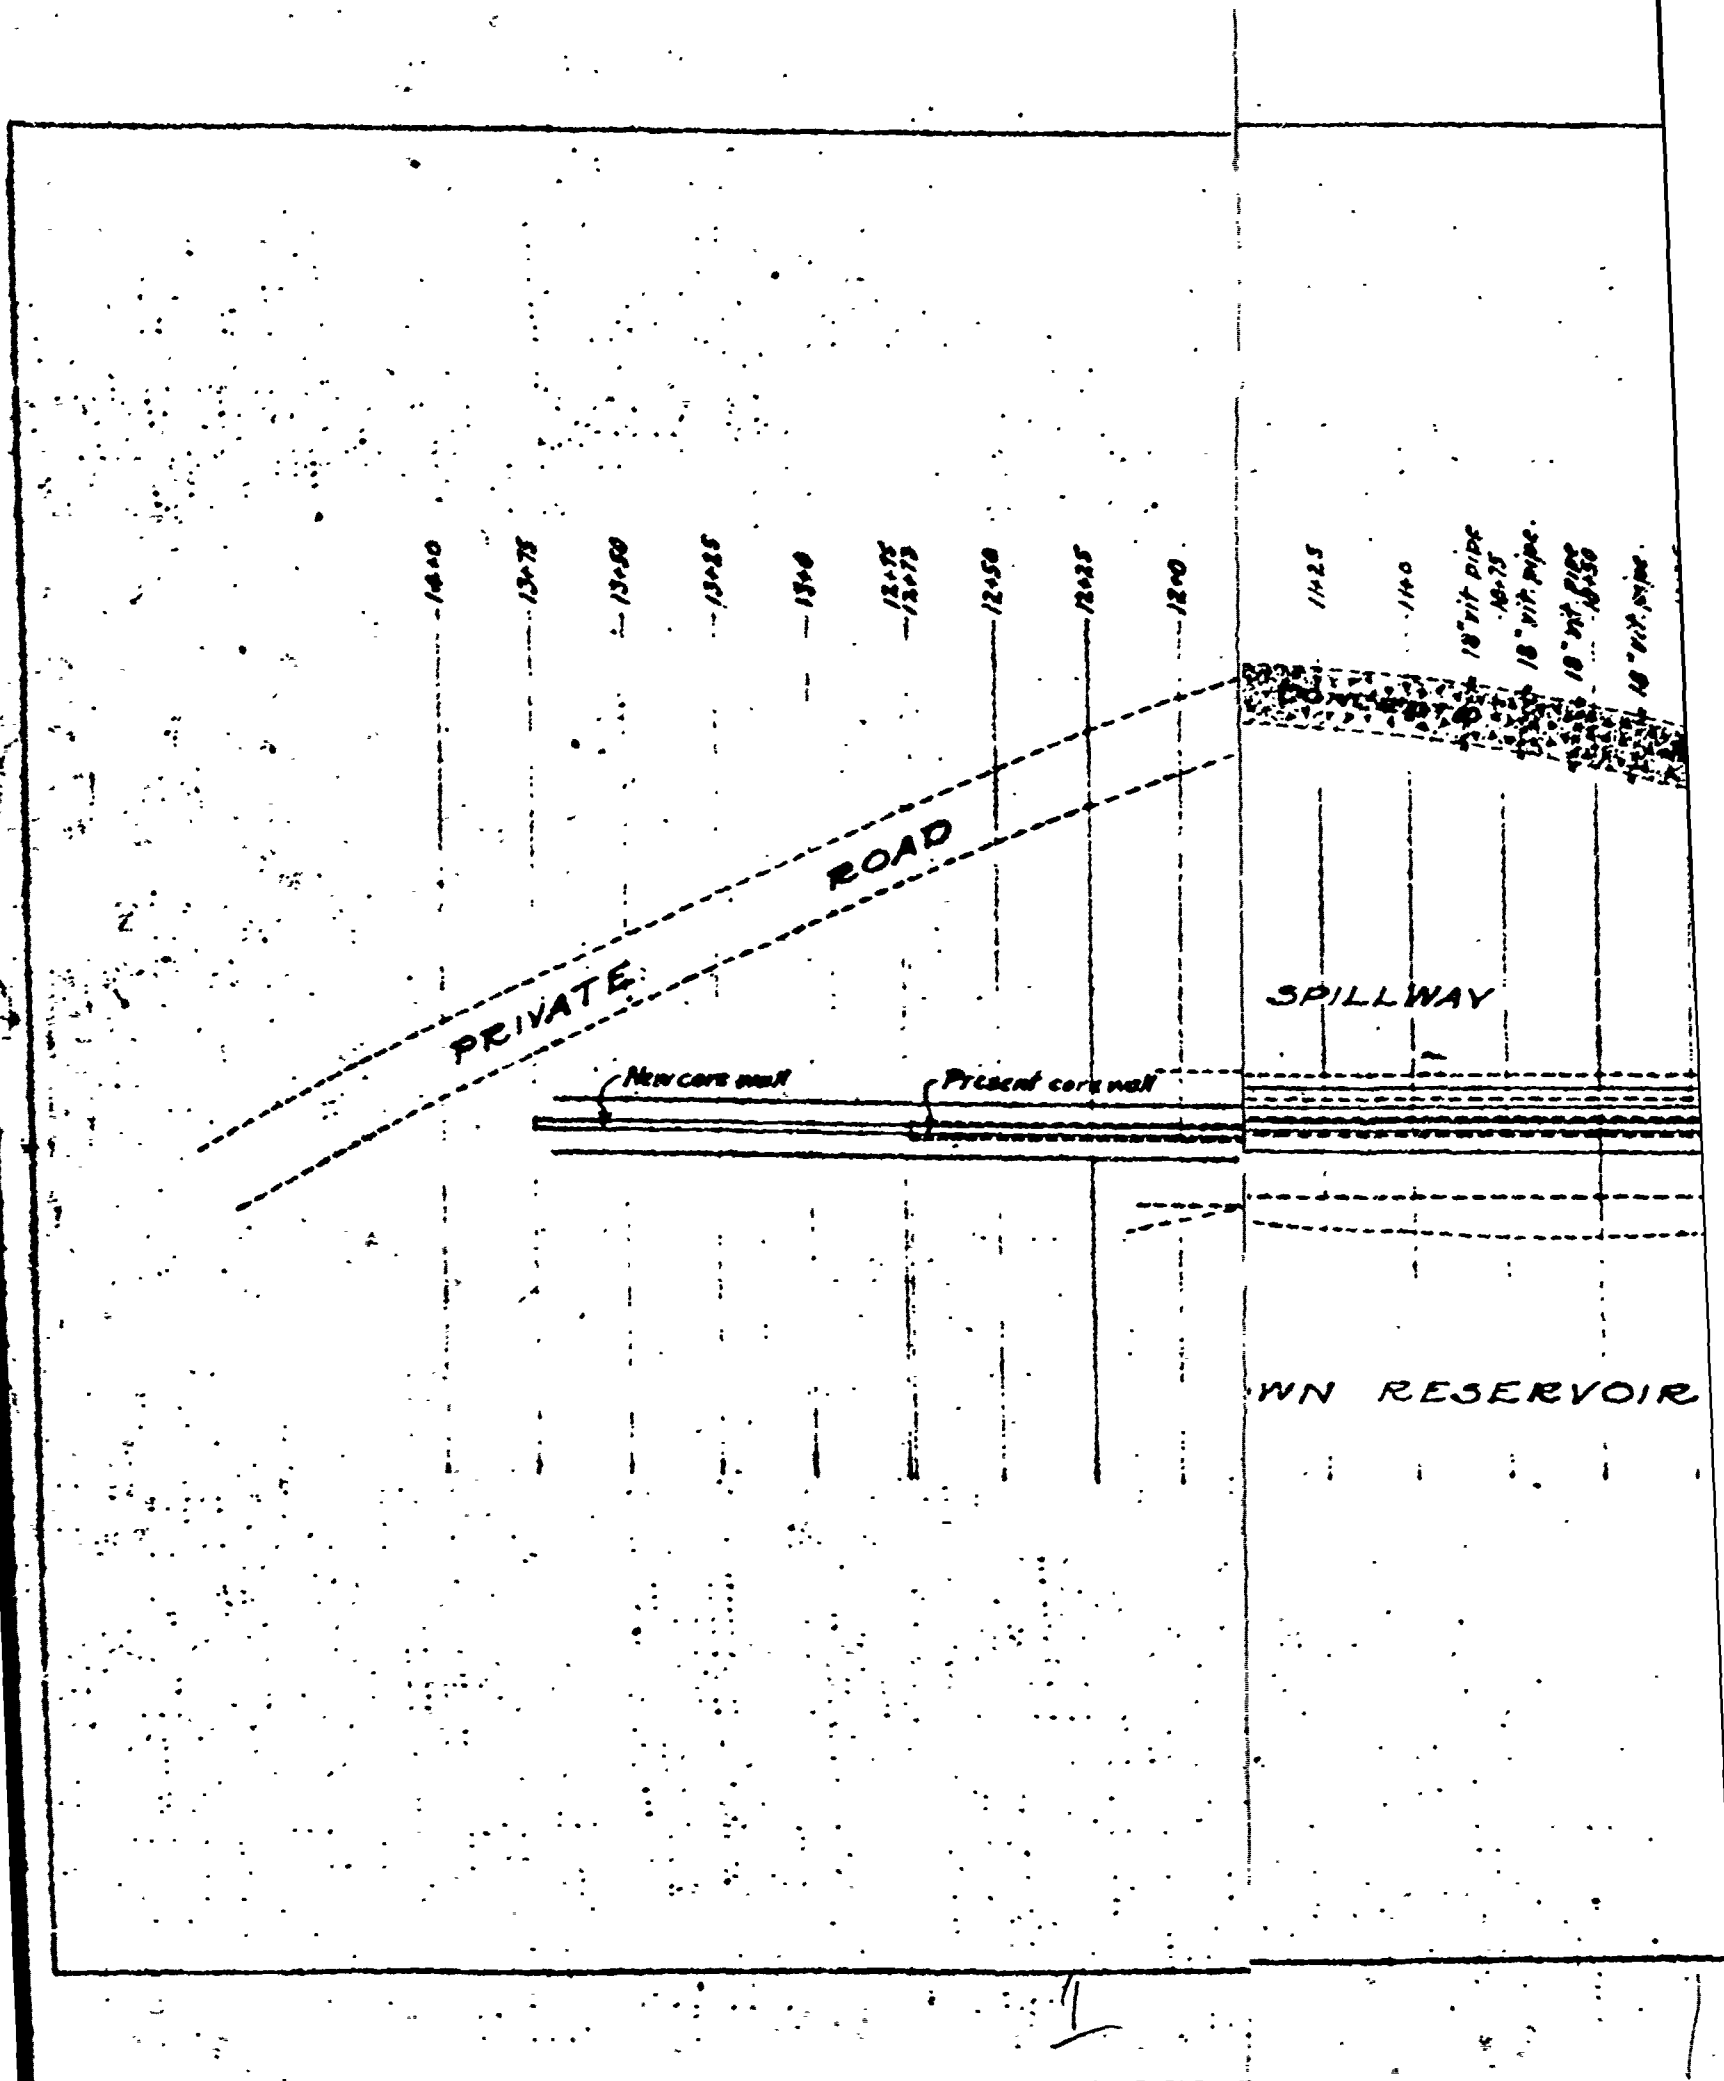 14+0
13+75
13+50
13+25
13+0
12+75
12+73
12+50
12+25
12+0
11+25
11+0
18" vit. pipe
10+75
18" vit. pipe.
18" vit. pipe
10+50
18" vit. pipe.
ROAD
PRIVATE
SPILLWAY
New core wall
Present core wall
WN RESERVOIR